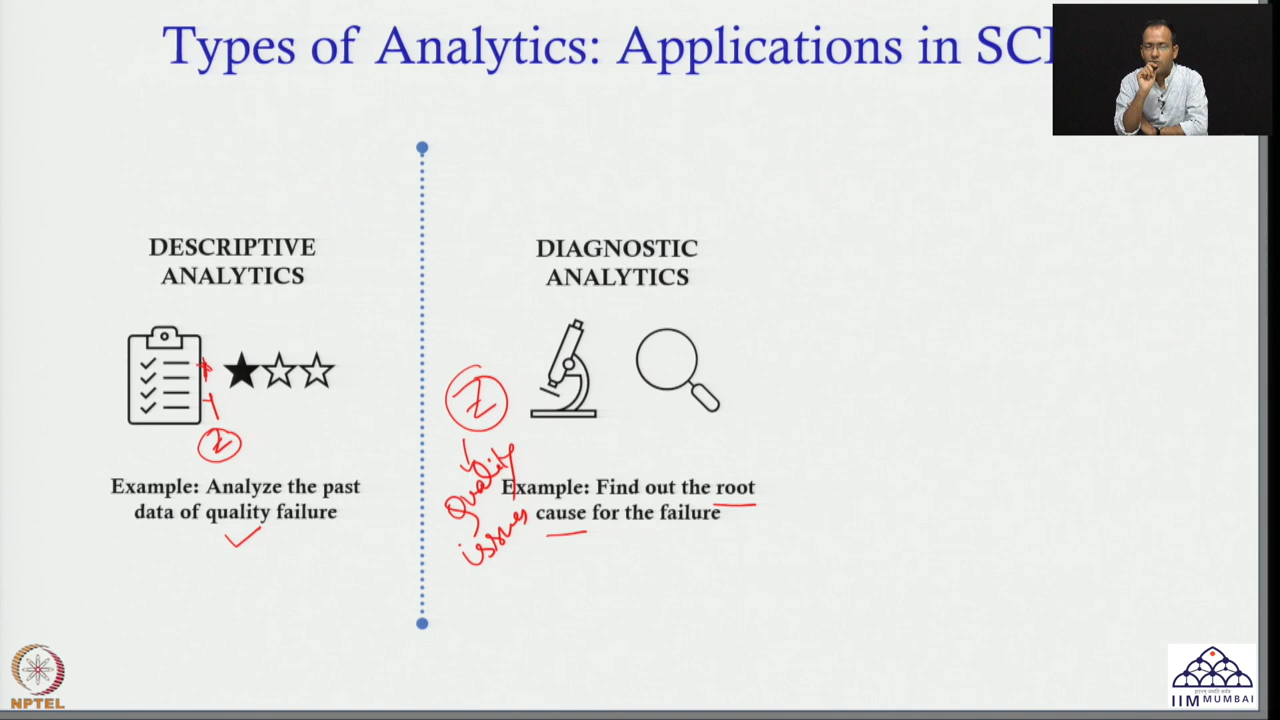 Types of Analytics: Applications in SC
DESCRIPTIVE
ANALYTICS
Z
Example: Analyze the past
data of quality failure
DIAGNOSTIC
ANALYTICS
Z
Quality
issues
Example: Find out the root
cause for the failure
NPTEL
IIM MUMBAI